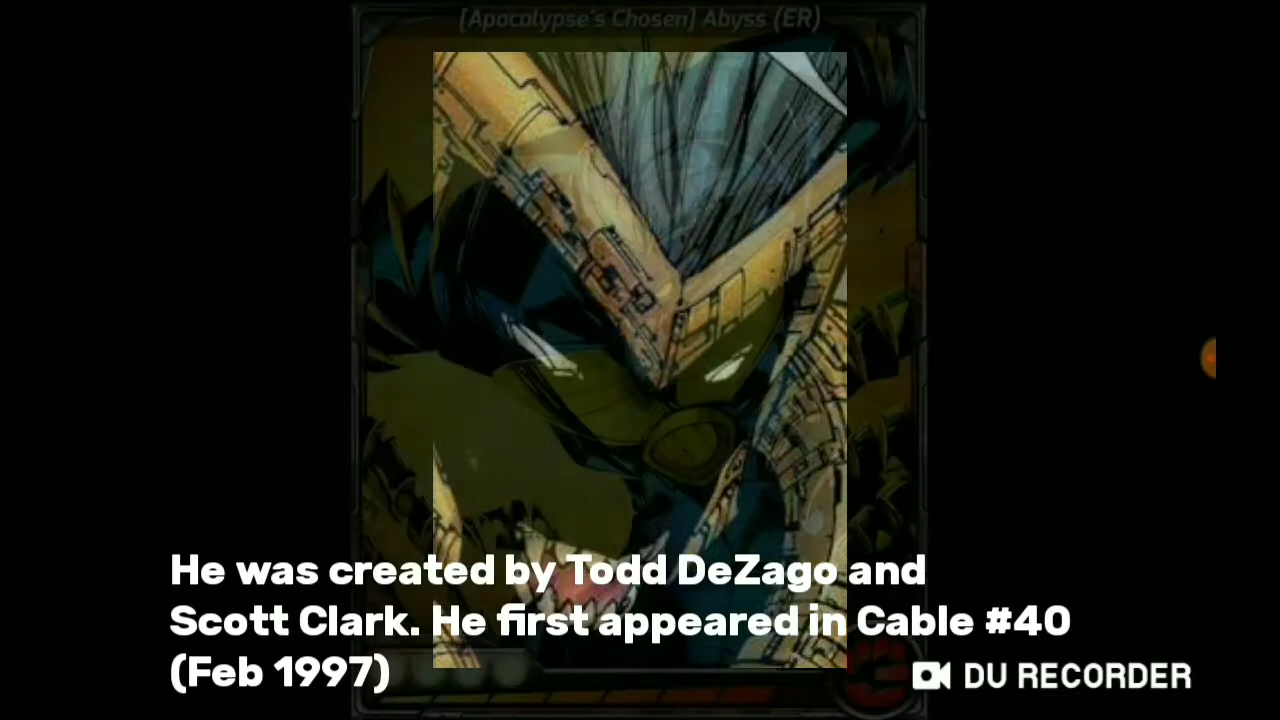 [Apocalypse's Chosen] Abyss (ER)
He was created by Todd DeZago and
Scott Clark. He first appeared in Cable #40
(Feb 1997)
DU RECORDER